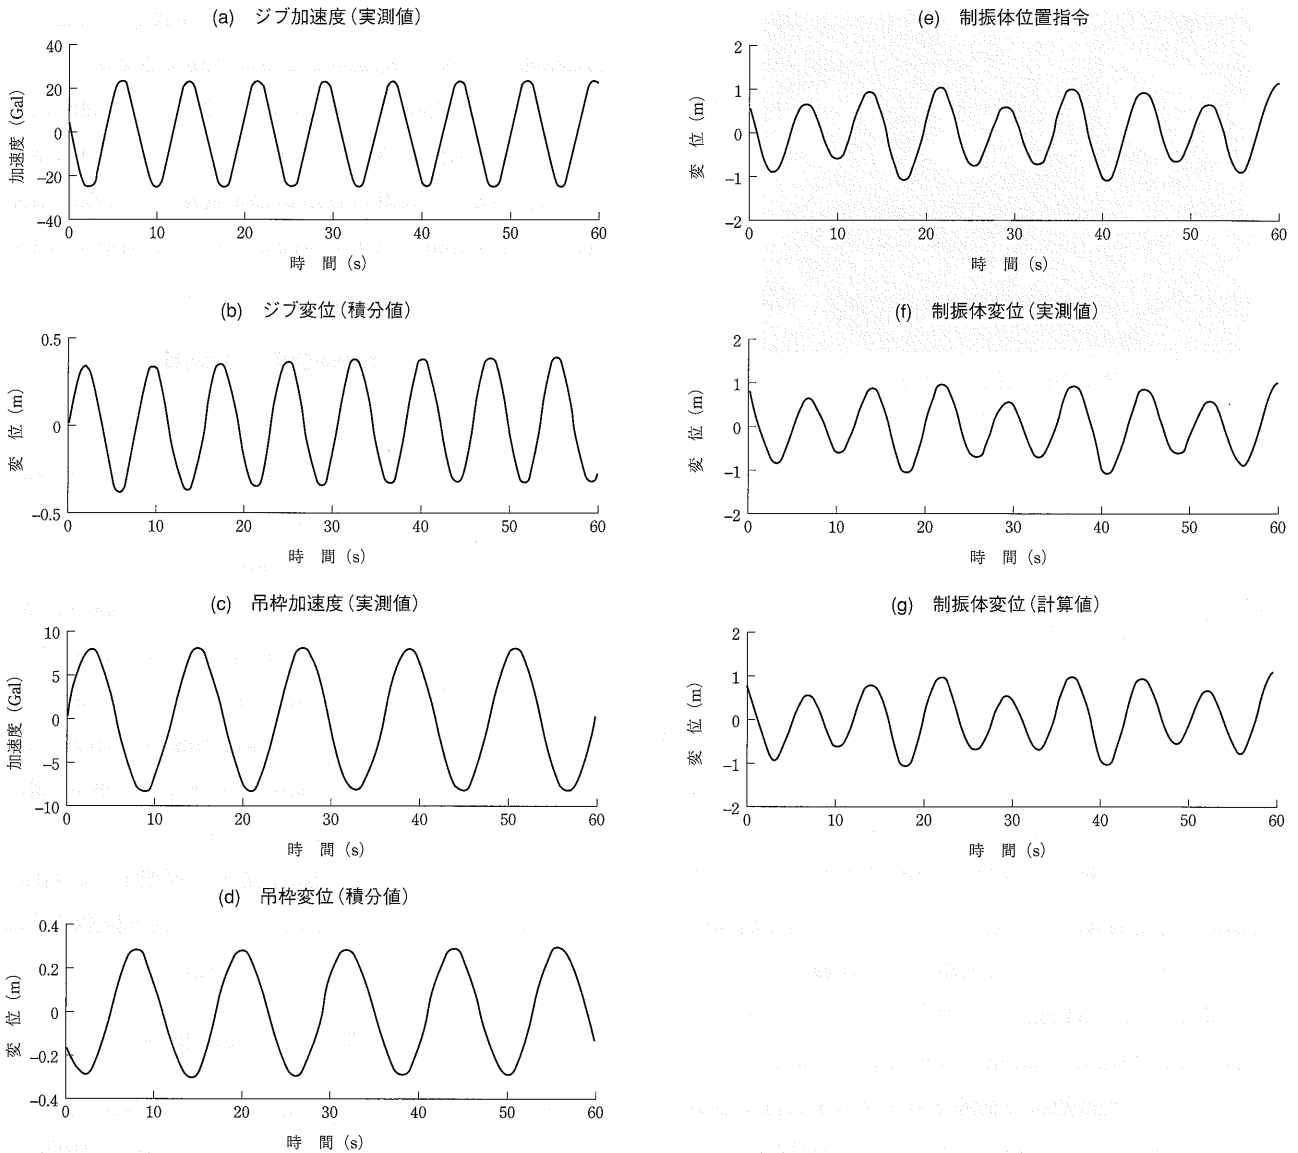 (a) ジブ加速度(実測値)
加速度 (Gal)
40
20
0
−20
−40
0 10 20 30 40 50 60
時 間 (s)
(b) ジブ変位(積分値)
変 位 (m)
0.5
0
−0.5
0 10 20 30 40 50 60
時 間 (s)
(c) 吊枠加速度(実測値)
加速度 (Gal)
10
5
0
−5
−10
0 10 20 30 40 50 60
時 間 (s)
(d) 吊枠変位(積分値)
変 位 (m)
0.4
0.2
0
−0.2
−0.4
0 10 20 30 40 50 60
時 間 (s)
(e) 制振体位置指令
変 位 (m)
2
1
0
−1
−2
0 10 20 30 40 50 60
時 間 (s)
(f) 制振体変位(実測値)
変 位 (m)
2
1
0
−1
−2
0 10 20 30 40 50 60
時 間 (s)
(g) 制振体変位(計算値)
変 位 (m)
2
1
0
−1
−2
0 10 20 30 40 50 60
時 間 (s)